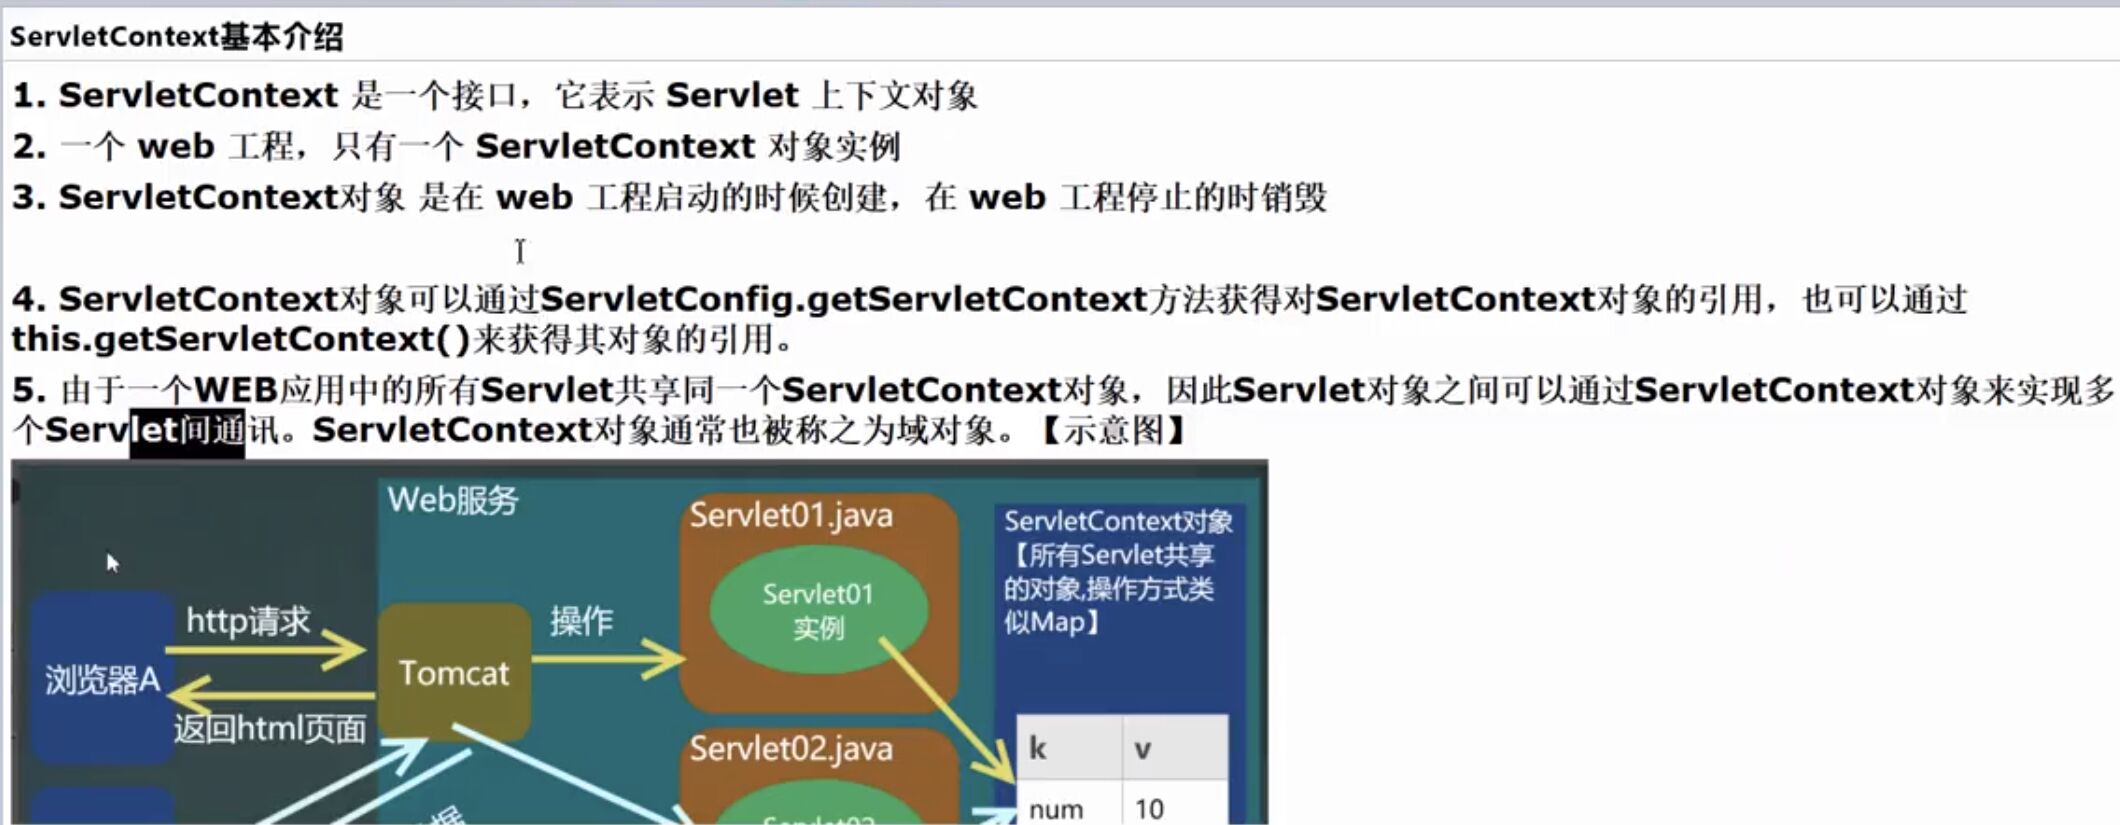 ServletContext基本介绍
1. ServletContext 是一个接口，它表示 Servlet 上下文对象
2. 一个 web 工程，只有一个 ServletContext 对象实例
3. ServletContext对象 是在 web 工程启动的时候创建，在 web 工程停止的时销毁
4. ServletContext对象可以通过ServletConfig.getServletContext方法获得对ServletContext对象的引用，也可以通过
this.getServletContext()来获得其对象的引用。
5. 由于一个WEB应用中的所有Servlet共享同一个ServletContext对象，因此Servlet对象之间可以通过ServletContext对象来实现多
个Servlet间通讯。ServletContext对象通常也被称之为域对象。【示意图】
Web服务
Servlet01.java
ServletContext对象
【所有Servlet共享
的对象,操作方式类
似Map】
Servlet01
实例
http请求
操作
浏览器A
Tomcat
返回html页面
Servlet02.java
k v
num 10